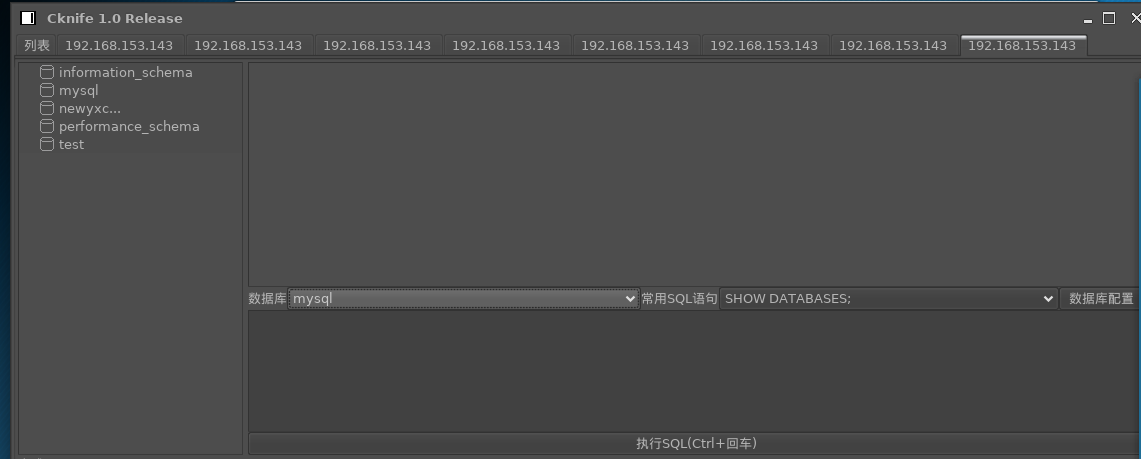 Cknife 1.0 Release
列表 192.168.153.143 192.168.153.143 192.168.153.143 192.168.153.143 192.168.153.143 192.168.153.143 192.168.153.143 192.168.153.143
information_schema
mysql
newyxc...
performance_schema
test
数据库 mysql 常用SQL语句 SHOW DATABASES; 数据库配置
执行SQL(Ctrl+回车)